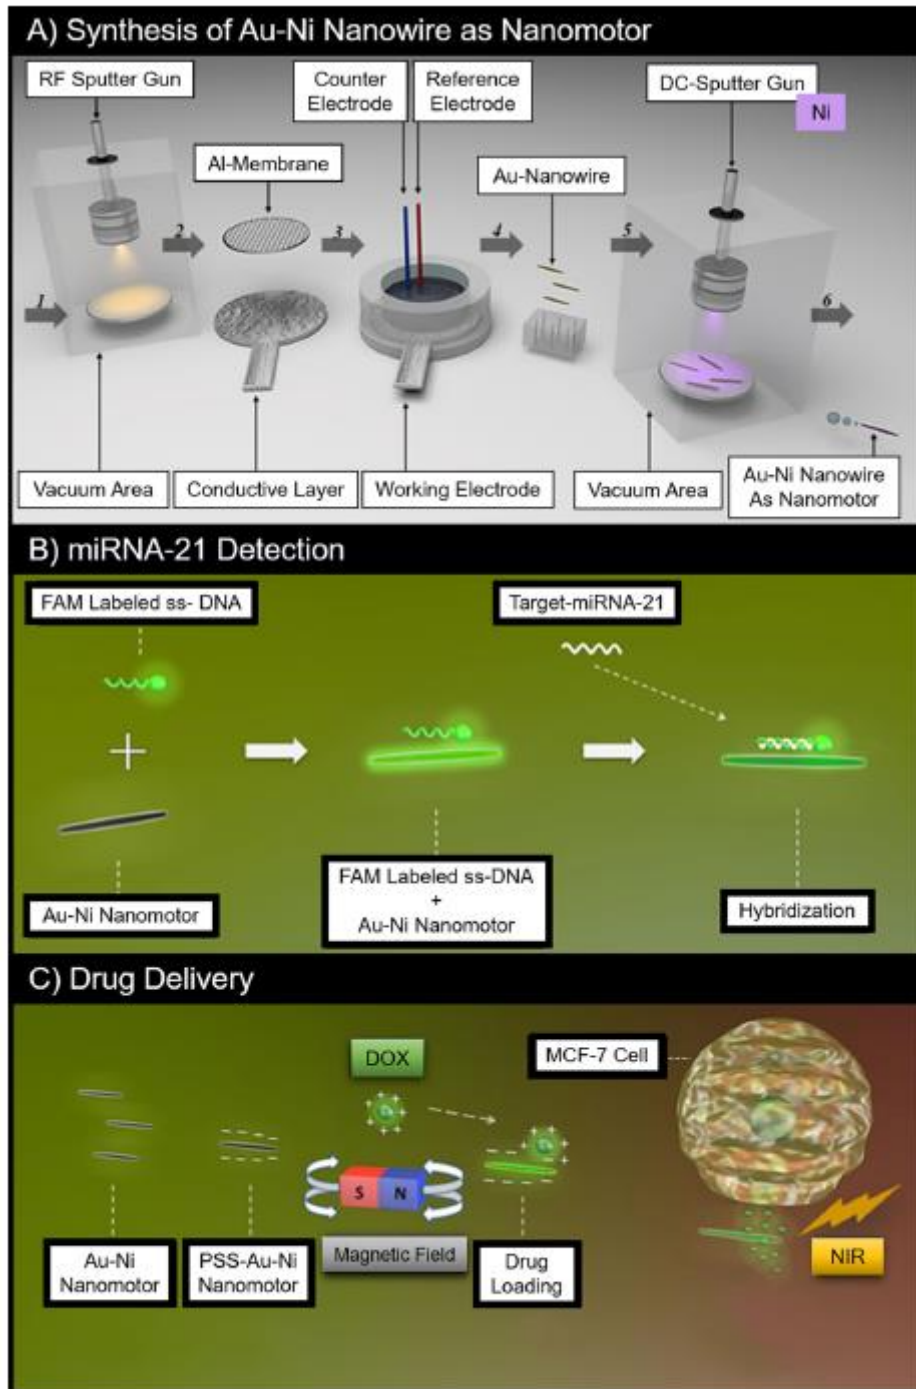 A) Synthesis of Au-Ni Nanowire as Nanomotor
RF Sputter Gun
Counter
Electrode
Reference
Electrode
DC-Sputter Gun
Ni
Al-Membrane
Au-Nanowire
1
2
3
4
5
6
Vacuum Area
Conductive Layer
Working Electrode
Vacuum Area
Au-Ni Nanowire
As Nanomotor
B) miRNA-21 Detection
FAM Labeled ss- DNA
Target-miRNA-21
+
Au-Ni Nanomotor
FAM Labeled ss-DNA
+
Au-Ni Nanomotor
Hybridization
C) Drug Delivery
DOX
MCF-7 Cell
S N
Au-Ni
Nanomotor
PSS-Au-Ni
Nanomotor
Magnetic Field
Drug
Loading
NIR